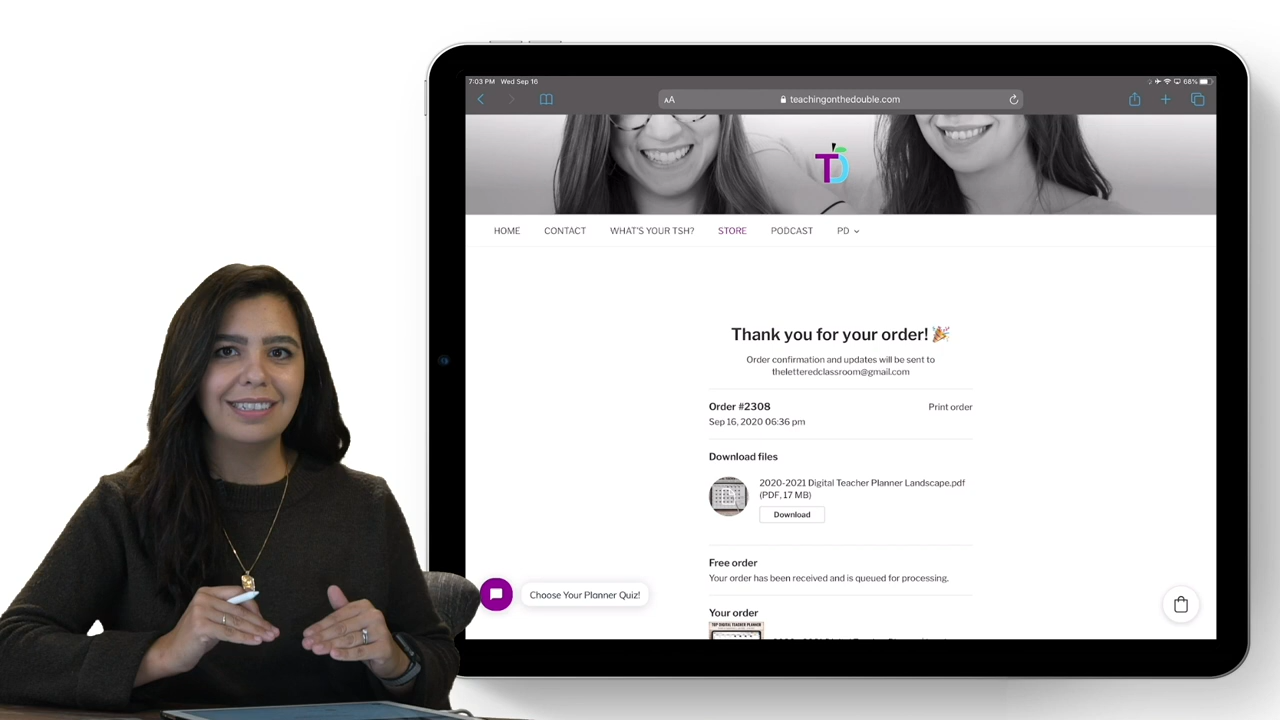 7:03 PM Wed Sep 16
68%
AA
teachingonthedouble.com
TD
HOME CONTACT WHAT'S YOUR TSH? STORE PODCAST PD
Thank you for your order! 🎉
Order confirmation and updates will be sent to
theletteredclassroom@gmail.com
Order #2308 Print order
Sep 16, 2020 06:36 pm
Download files
2020-2021 Digital Teacher Planner Landscape.pdf
(PDF, 17 MB)
Download
Free order
Your order has been received and is queued for processing.
Choose Your Planner Quiz!
Your order
TDP DIGITAL TEACHER PLANNER